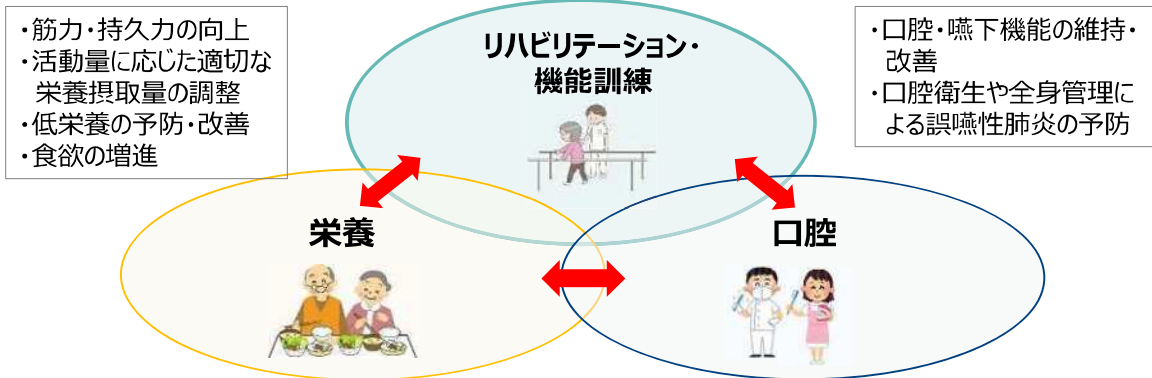 ・筋力・持久力の向上
・活動量に応じた適切な
栄養摂取量の調整
・低栄養の予防・改善
・食欲の増進
リハビリテーション・
機能訓練
・口腔・嚥下機能の維持・
改善
・口腔衛生や全身管理に
よる誤嚥性肺炎の予防
栄養
口腔